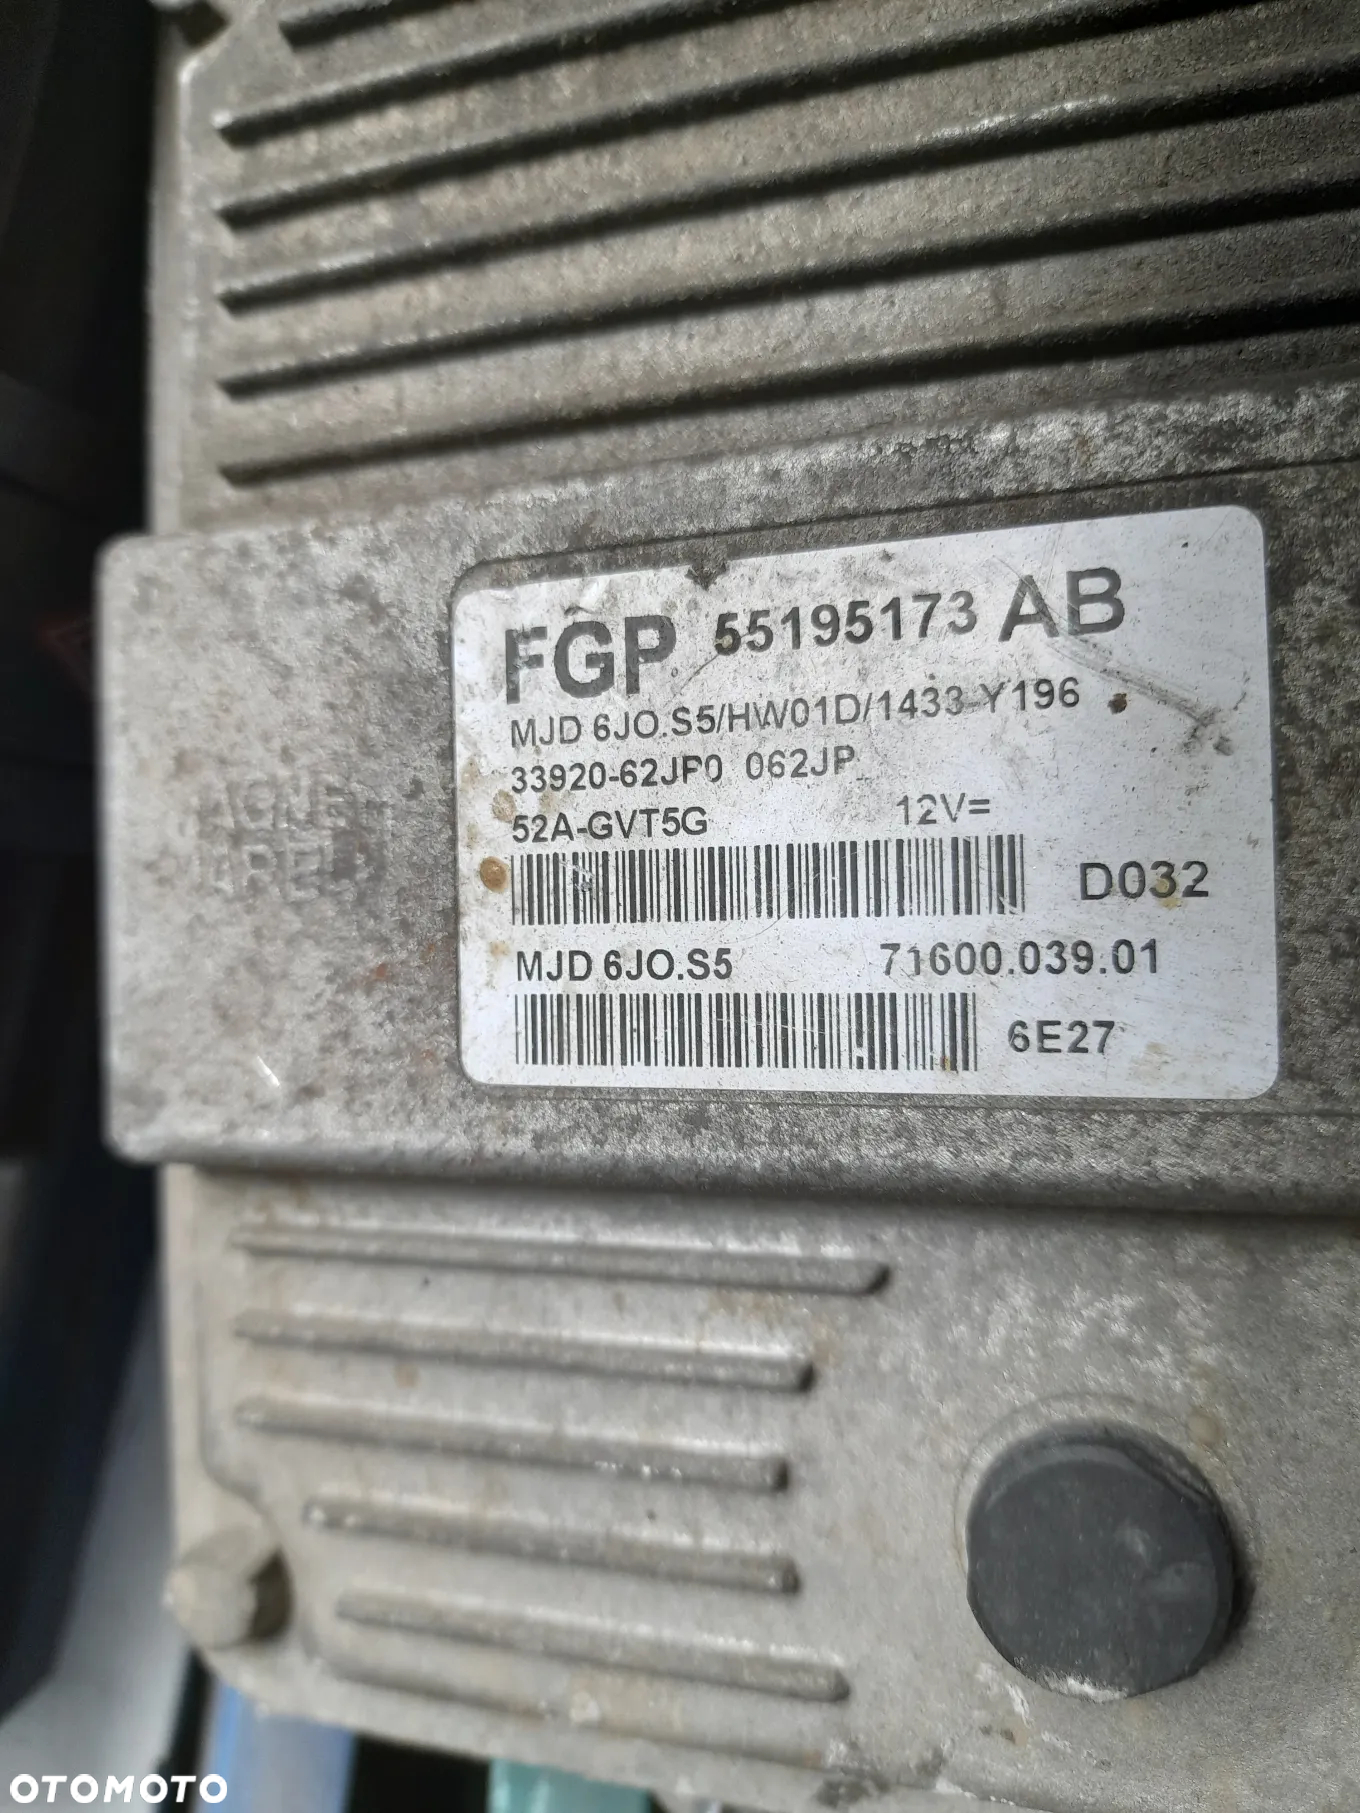 FGP 55195173 AB
MJD 6JO.S5/HW01D/1433-Y196
33920-62JP0 062JP
52A-GVT5G 12V=
D032
MJD 6JO.S5 71600.039.01
6E27
OTOMOTO